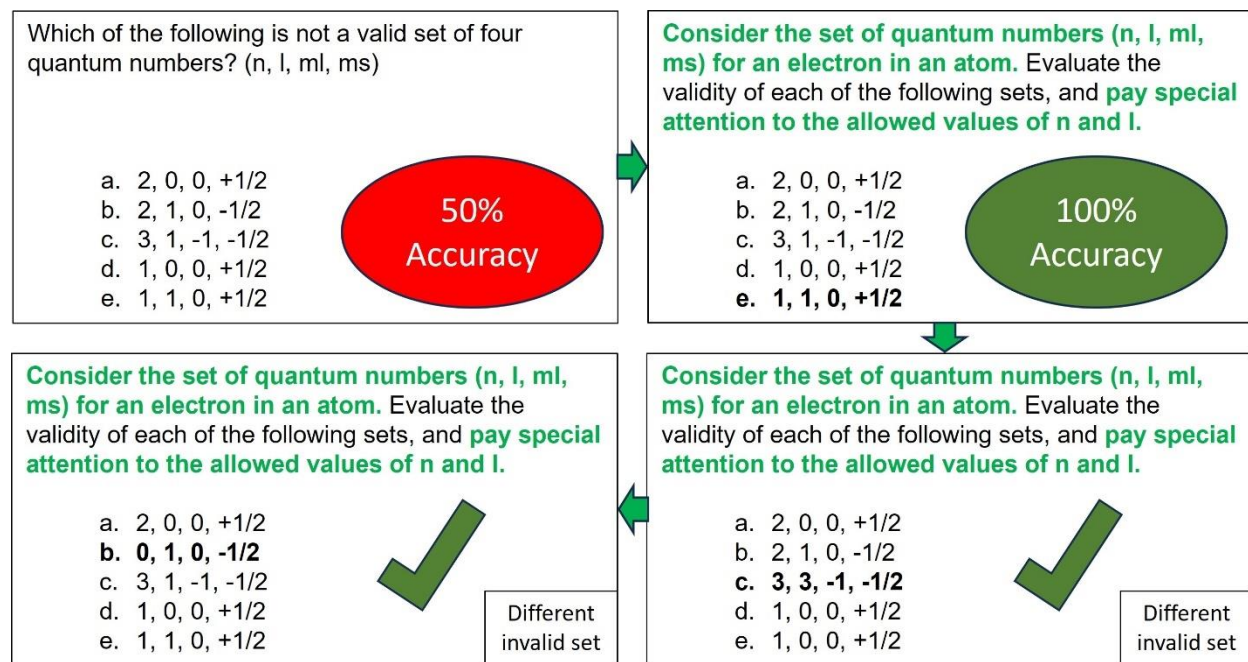 Which of the following is not a valid set of four
quantum numbers? (n, l, ml, ms)
a. 2, 0, 0, +1/2
b. 2, 1, 0, -1/2
c. 3, 1, -1, -1/2
d. 1, 0, 0, +1/2
e. 1, 1, 0, +1/2
50%
Accuracy
Consider the set of quantum numbers (n, l, ml,
ms) for an electron in an atom. Evaluate the
validity of each of the following sets, and pay special
attention to the allowed values of n and l.
a. 2, 0, 0, +1/2
b. 2, 1, 0, -1/2
c. 3, 1, -1, -1/2
d. 1, 0, 0, +1/2
e. 1, 1, 0, +1/2
100%
Accuracy
Consider the set of quantum numbers (n, l, ml,
ms) for an electron in an atom. Evaluate the
validity of each of the following sets, and pay special
attention to the allowed values of n and l.
a. 2, 0, 0, +1/2
b. 0, 1, 0, -1/2
c. 3, 1, -1, -1/2
d. 1, 0, 0, +1/2
e. 1, 1, 0, +1/2
Different
invalid set
Consider the set of quantum numbers (n, l, ml,
ms) for an electron in an atom. Evaluate the
validity of each of the following sets, and pay special
attention to the allowed values of n and l.
a. 2, 0, 0, +1/2
b. 2, 1, 0, -1/2
c. 3, 3, -1, -1/2
d. 1, 0, 0, +1/2
e. 1, 0, 0, +1/2
Different
invalid set